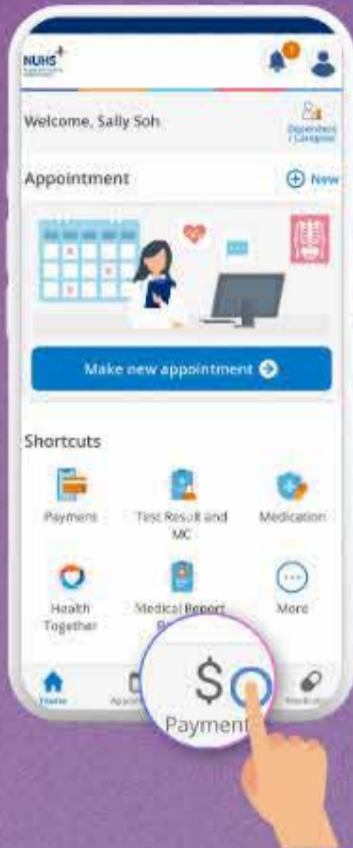 NUHS
Welcome, Sally Soh
Appointment
New
Make new appointment
Shortcuts
Payment
Test Result and
MC
Medication
Health
Together
Medical Report
More
Home
$
Payment